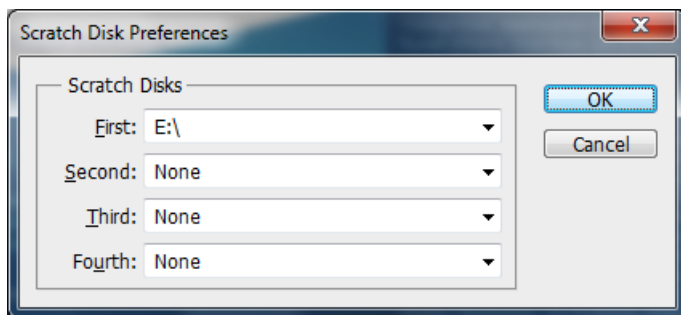 Scratch Disk Preferences
Scratch Disks
First: E:\
Second: None
Third: None
Fourth: None
OK
Cancel